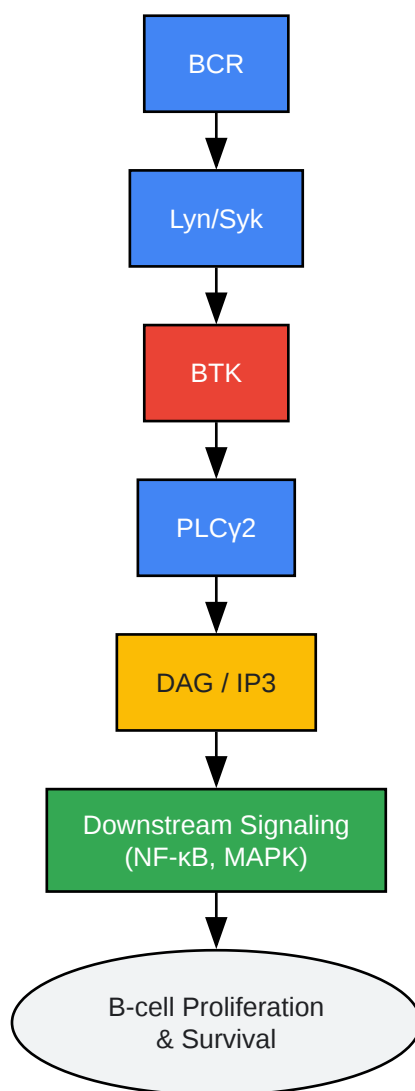 BCR
Lyn/Syk
BTK
PLCγ2
DAG / IP3
Downstream Signaling
(NF-κB, MAPK)
B-cell Proliferation
& Survival